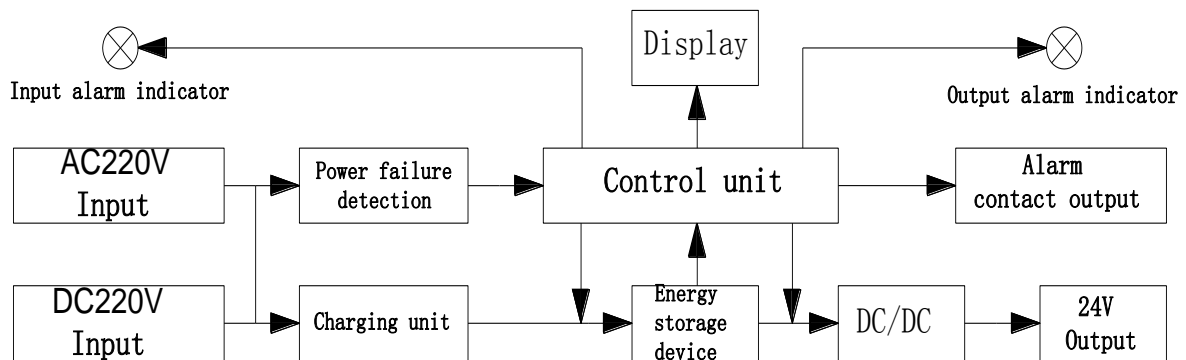 Display
Input alarm indicator
Output alarm indicator
AC220V
Input
Power failure
detection
Control unit
Alarm
contact output
DC220V
Input
Charging unit
Energy
storage
device
DC/DC
24V
Output